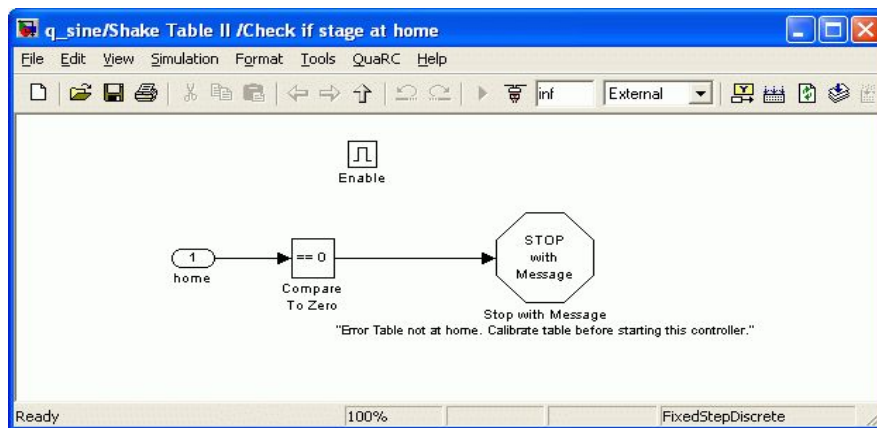 q_sine/Shake Table II /Check if stage at home
File Edit View Simulation Format Tools QuaRC Help
inf External
Enable
1
home
== 0
Compare
To Zero
STOP
with
Message
Stop with Message
"Error Table not at home. Calibrate table before starting this controller."
Ready 100% FixedStepDiscrete